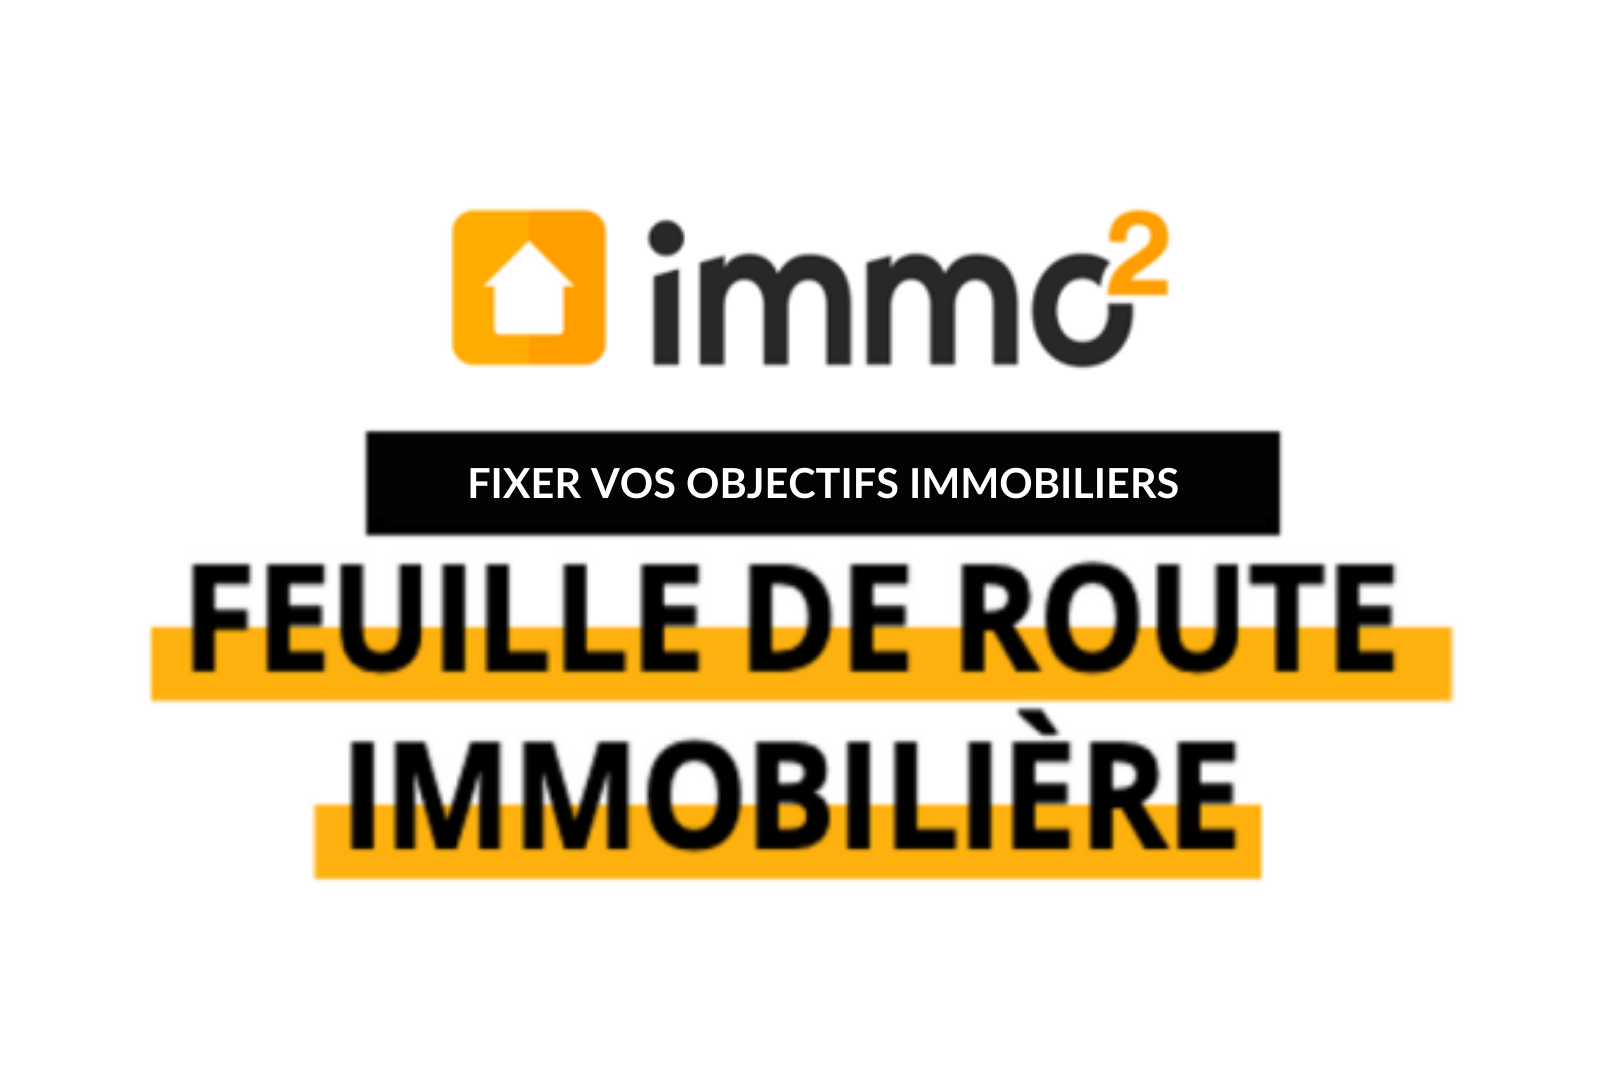 immo²
FIXER VOS OBJECTIFS IMMOBILIERS
FEUILLE DE ROUTE
IMMOBILIÈRE